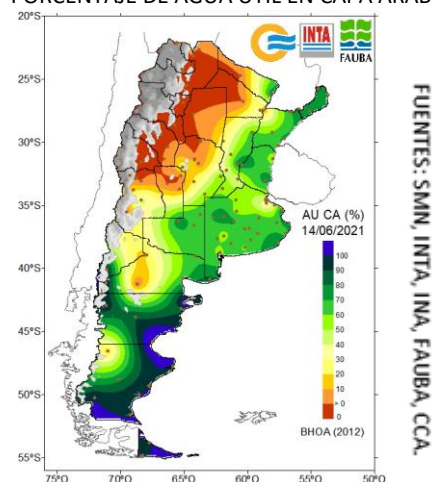 PORCENTAJE DE AGUA ÚTIL EN CAPA ARAB
20°S
25°S
30°S
35°S
40°S
45°S
50°S
55°S
INTA
FAUBA
AU CA (%)
14/06/2021
100
90
80
70
60
50
40
30
20
10
> 0
0
BHOA (2012)
75°O
70°O
65°O
60°O
55°O
50°O
FUENTES: SMN, INTA, INA, FAUBA, CCA.